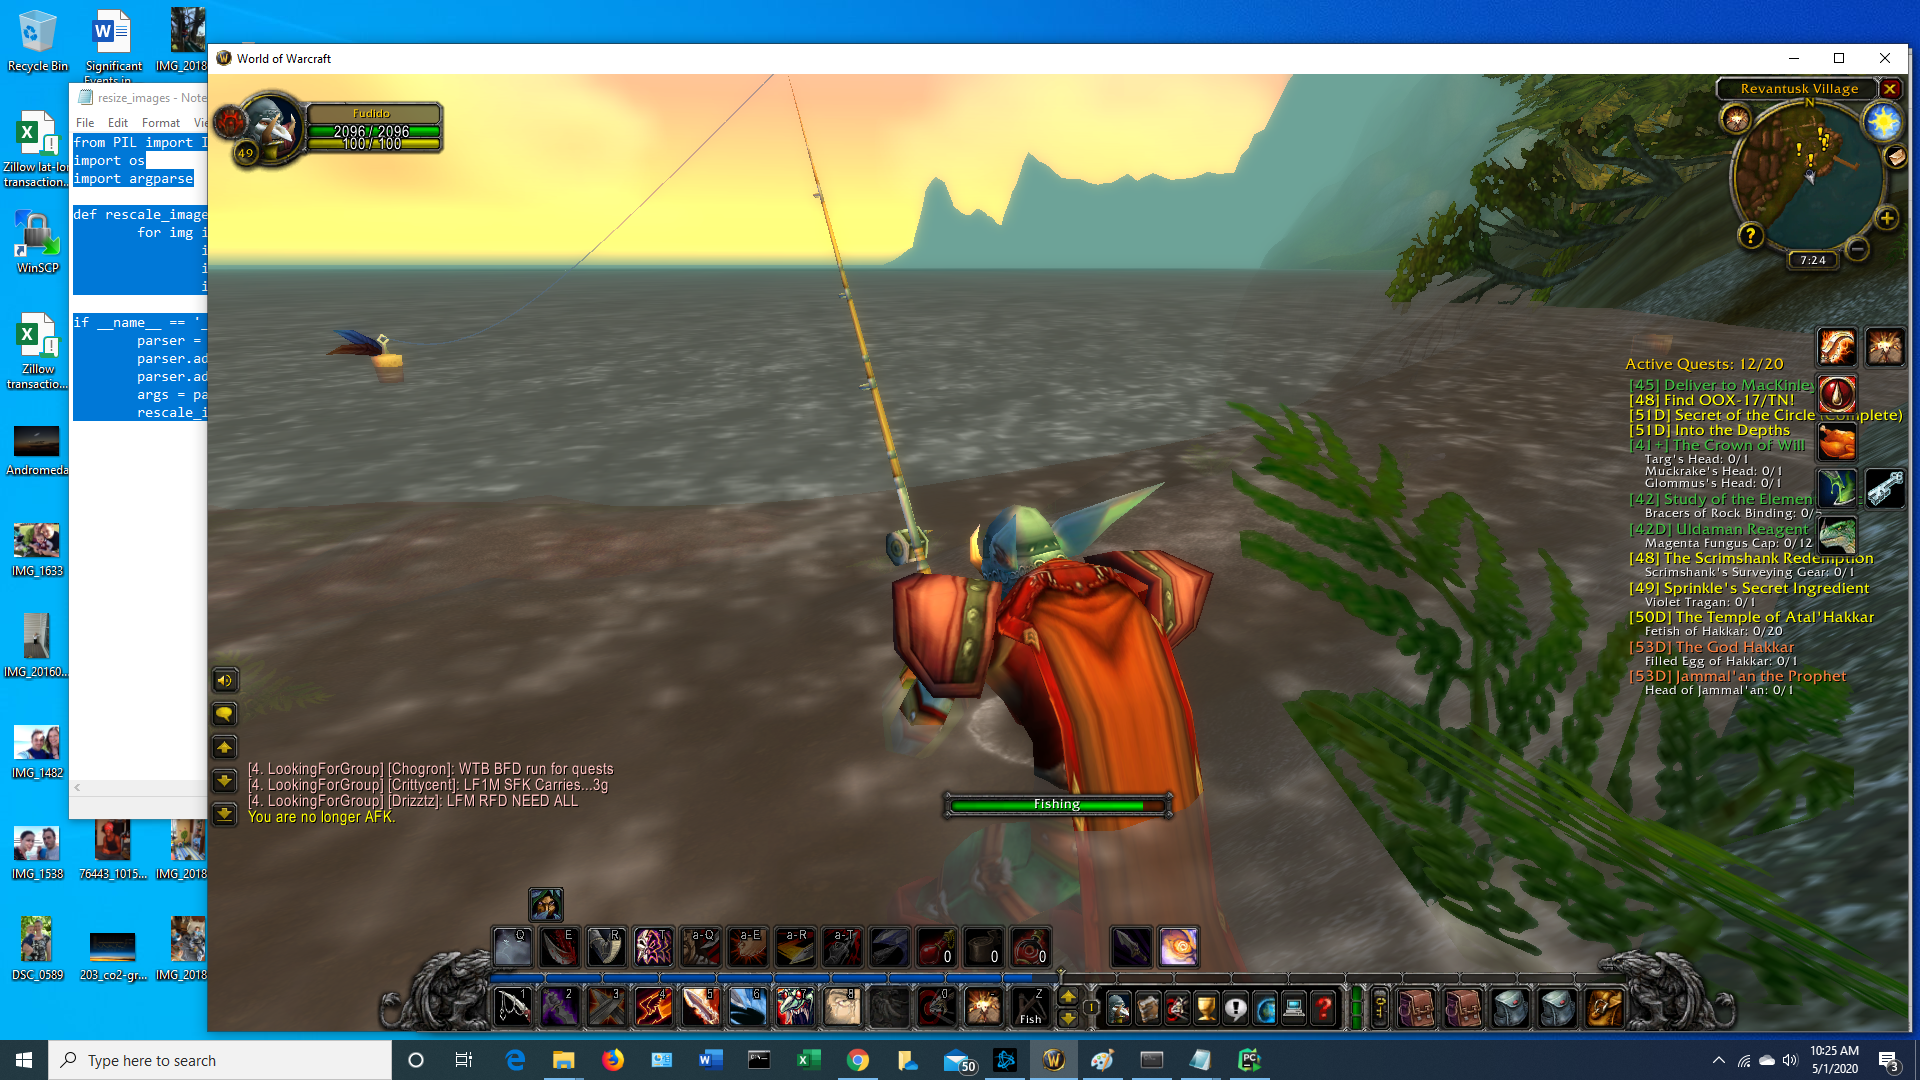 Recycle Bin
Significant
Events in
IMG_2018
Zillow lat-lo
transaction...
WinSCP
Zillow
transactio...
Andromeda
IMG_1633
IMG_20160...
IMG_1482
IMG_1538
76443_1015...
IMG_2018
DSC_0589
203_co2-gr...
IMG_2018
resize_images - Note
File Edit Format Vie
from PIL import I
import os
import argparse
def rescale_image
for img i
i
i
i
if __name__ == '_
parser =
parser.ad
parser.ad
args = pa
rescale_i
World of Warcraft
Fudido
2096 / 2096
100 / 100
49
Revantusk Village
N
7:24
Active Quests: 12/20
[45] Deliver to MacKinley
[48] Find OOX-17/TN!
[51D] Secret of the Circle (Complete)
[51D] Into the Depths
[41+] The Crown of Will
Targ's Head: 0/1
Muckrake's Head: 0/1
Glommus's Head: 0/1
[42] Study of the Elemen
Bracers of Rock Binding: 0/
[42D] Uldaman Reagent
Magenta Fungus Cap: 0/12
[48] The Scrimshank Redemption
Scrimshank's Surveying Gear: 0/1
[49] Sprinkle's Secret Ingredient
Violet Tragan: 0/1
[50D] The Temple of Atal'Hakkar
Fetish of Hakkar: 0/20
[53D] The God Hakkar
Filled Egg of Hakkar: 0/1
[53D] Jammal'an the Prophet
Head of Jammal'an: 0/1
[4. LookingForGroup] [Chogron]: WTB BFD run for quests
[4. LookingForGroup] [Crittycent]: LF1M SFK Carries...3g
[4. LookingForGroup] [Drizztz]: LFM RFD NEED ALL
You are no longer AFK.
Fishing
Q E R T a-Q a-E a-R a-T 0 0 0
1 2 3 4 5 6 7 8 0 - Z
Fish
1
Type here to search
50
10:25 AM
5/1/2020
3